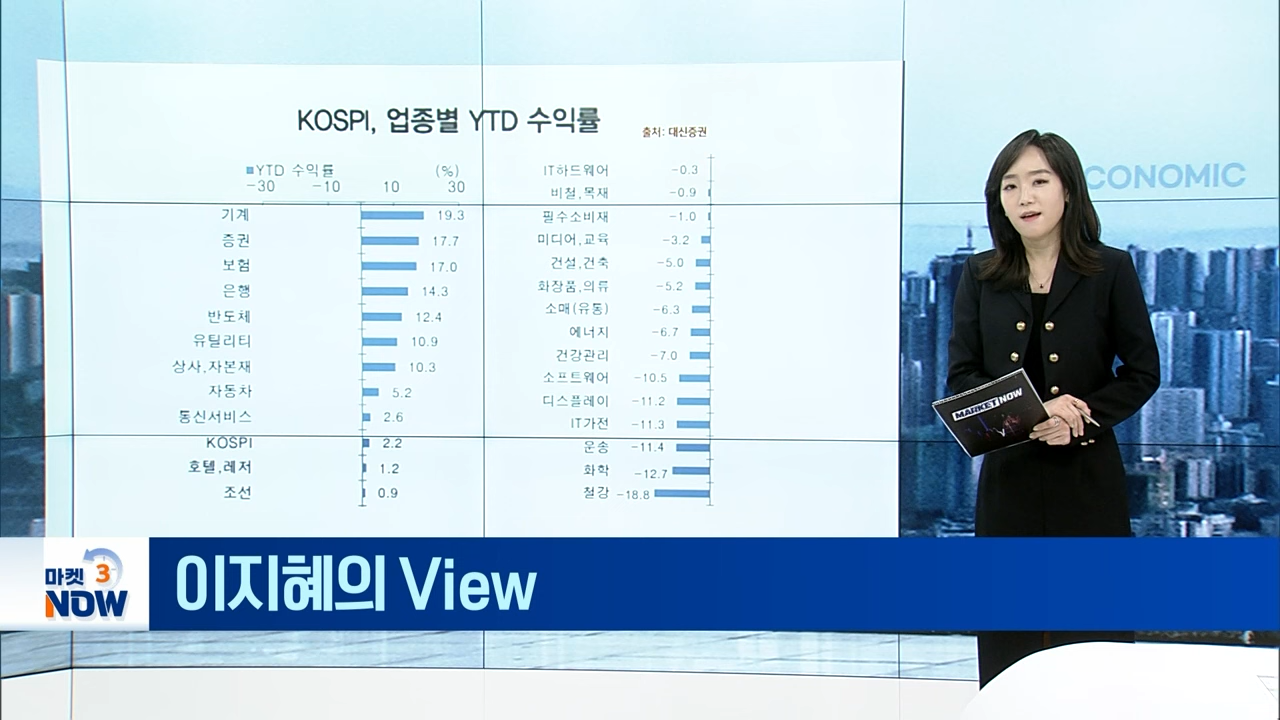 KOSPI, 업종별 YTD 수익률
출처: 대신증권
YTD 수익률 (%)
-30 -10 10 30
기계 19.3
증권 17.7
보험 17.0
은행 14.3
반도체 12.4
유틸리티 10.9
상사,자본재 10.3
자동차 5.2
통신서비스 2.6
KOSPI 2.2
호텔,레저 1.2
조선 0.9
IT하드웨어 -0.3
비철,목재 -0.9
필수소비재 -1.0
미디어,교육 -3.2
건설,건축 -5.0
화장품,의류 -5.2
소매(유통) -6.3
에너지 -6.7
건강관리 -7.0
소프트웨어 -10.5
디스플레이 -11.2
IT가전 -11.3
운송 -11.4
화학 -12.7
철강 -18.8
CONOMIC
MARKET NOW
마켓 3
NOW
이지혜의 View